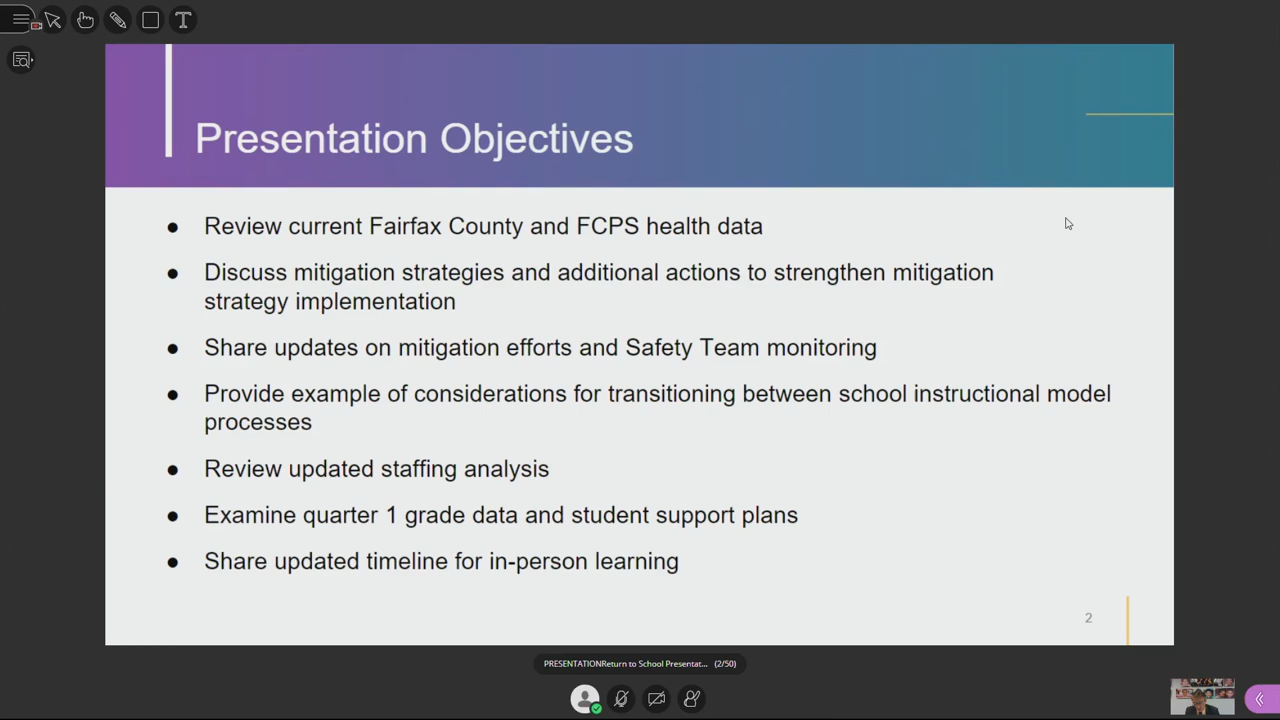 T
Presentation Objectives
● Review current Fairfax County and FCPS health data
● Discuss mitigation strategies and additional actions to strengthen mitigation
strategy implementation
● Share updates on mitigation efforts and Safety Team monitoring
● Provide example of considerations for transitioning between school instructional model
processes
● Review updated staffing analysis
● Examine quarter 1 grade data and student support plans
● Share updated timeline for in-person learning
2
PRESENTATIONReturn to School Presentat... (2/50)